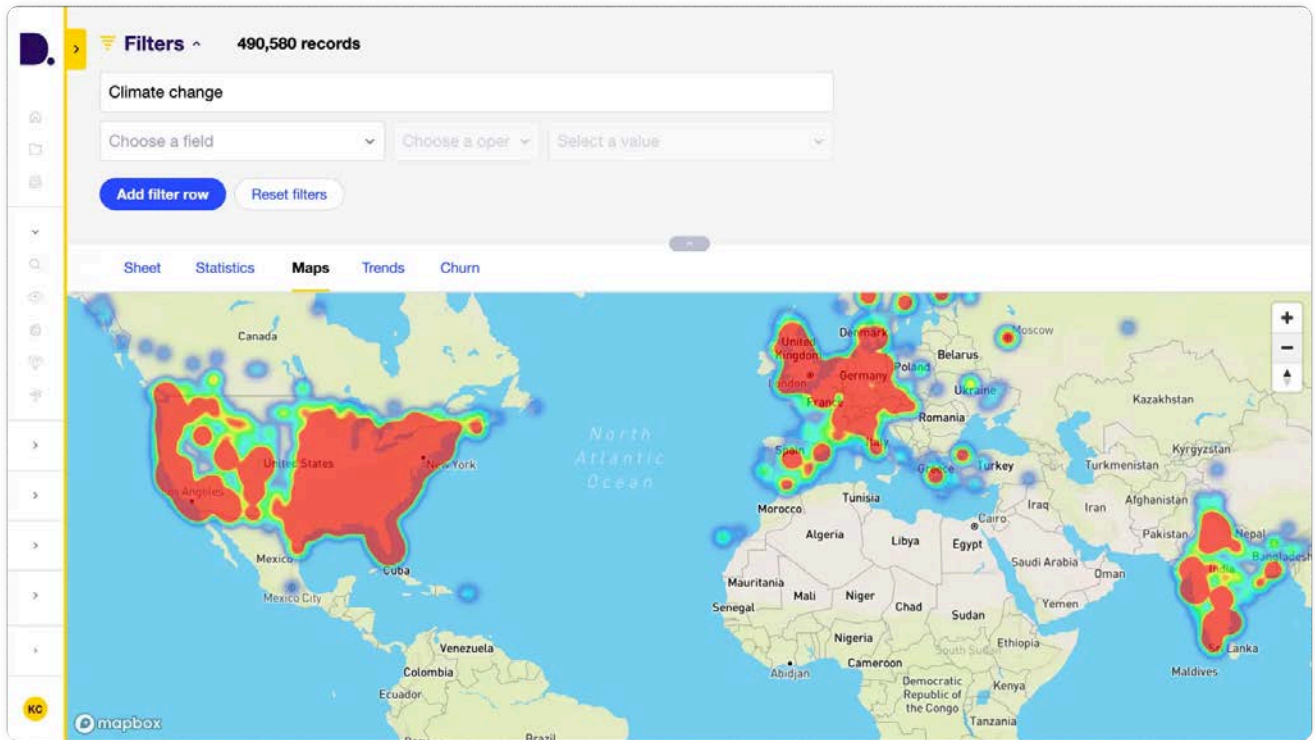 D.
Filters
490,580 records
Climate change
Choose a field
Choose a oper
Select a value
Add filter row
Reset filters
Sheet
Statistics
Maps
Trends
Churn
Canada
United States
Los Angeles
New York
Mexico
Mexico City
Cuba
Venezuela
Colombia
Ecuador
Brazil
North
Atlantic
Ocean
United
Kingdom
London
Denmark
Germany
Poland
Belarus
Moscow
France
Ukraine
Romania
Spain
Italy
Greece
Turkey
Kazakhstan
Kyrgyzstan
Turkmenistan
Afghanistan
Morocco
Tunisia
Algeria
Libya
Egypt
Cairo
Iraq
Iran
Pakistan
Nepal
India
Bangladesh
Saudi Arabia
Oman
Yemen
Mauritania
Mali
Niger
Chad
Sudan
Senegal
Nigeria
South Sudan
Ethiopia
Abidjan
Cameroon
Democratic
Republic of
the Congo
Kenya
Tanzania
Sri Lanka
Maldives
KC
mapbox